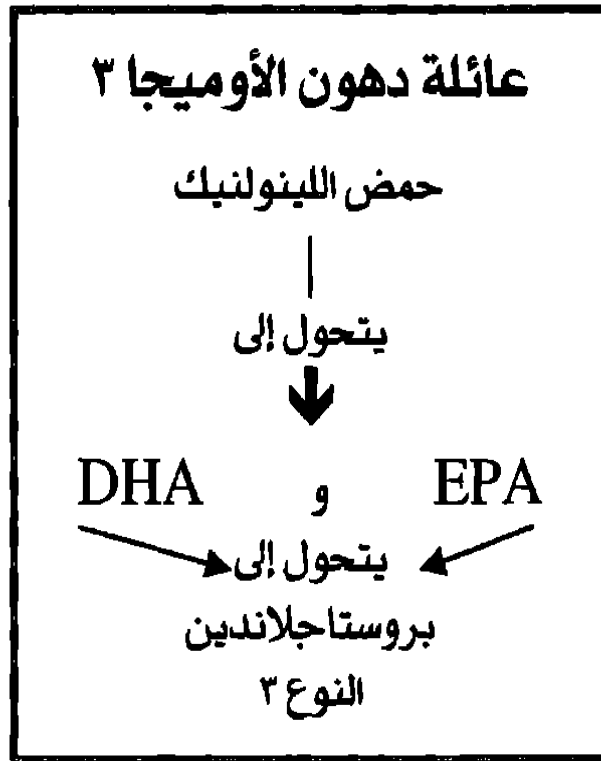 عائلة دهون الأوميجا ٣
حمض اللينولنيك
يتحول إلى
EPA و DHA
يتحول إلى
بروستاجلاندين
النوع ٣